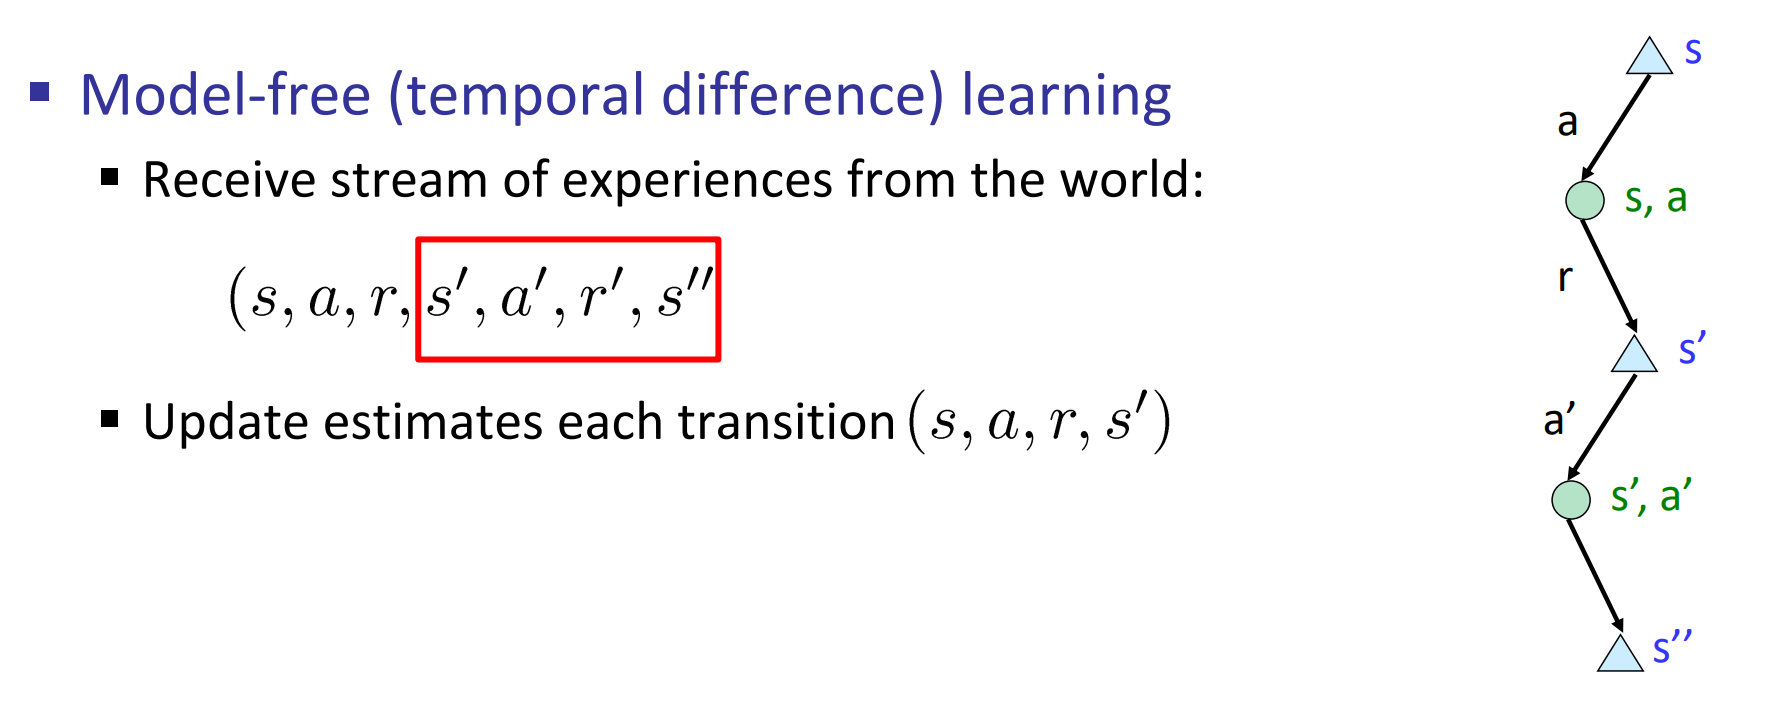 Model-free (temporal difference) learning
Receive stream of experiences from the world:
(s, a, r, s′, a′, r′, s″
Update estimates each transition (s, a, r, s′)
s
a
s, a
r
s’
a’
s’, a’
s’’